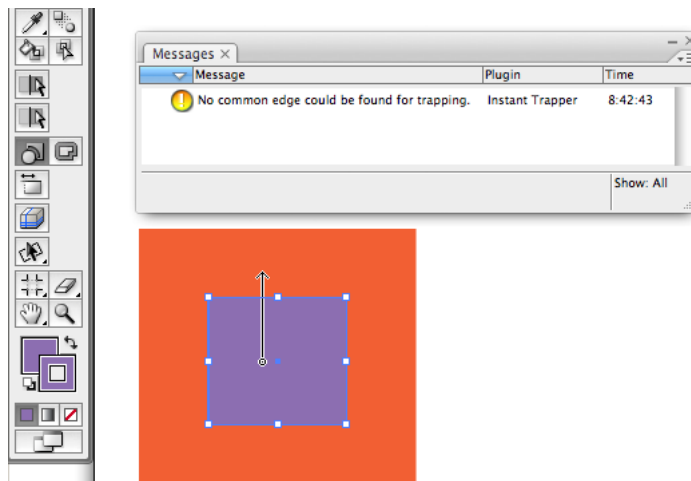 Messages ×
Message Plugin Time
No common edge could be found for trapping. Instant Trapper 8:42:43
Show: All